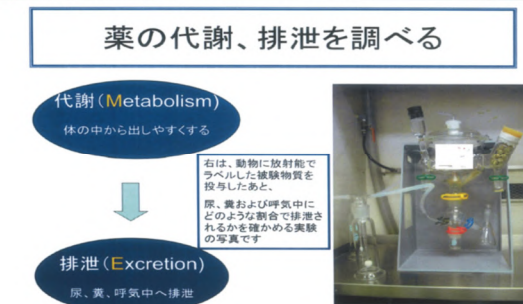 薬の代謝、排泄を調べる
代謝（Metabolism）
体の中から出しやすくする
右は、動物に放射能で
ラベルした被験物質を
投与したあと、
尿、糞および呼気中に
どのような割合で排泄さ
れるかを確かめる実験
の写真です
排泄（Excretion）
尿、糞、呼気中へ排泄